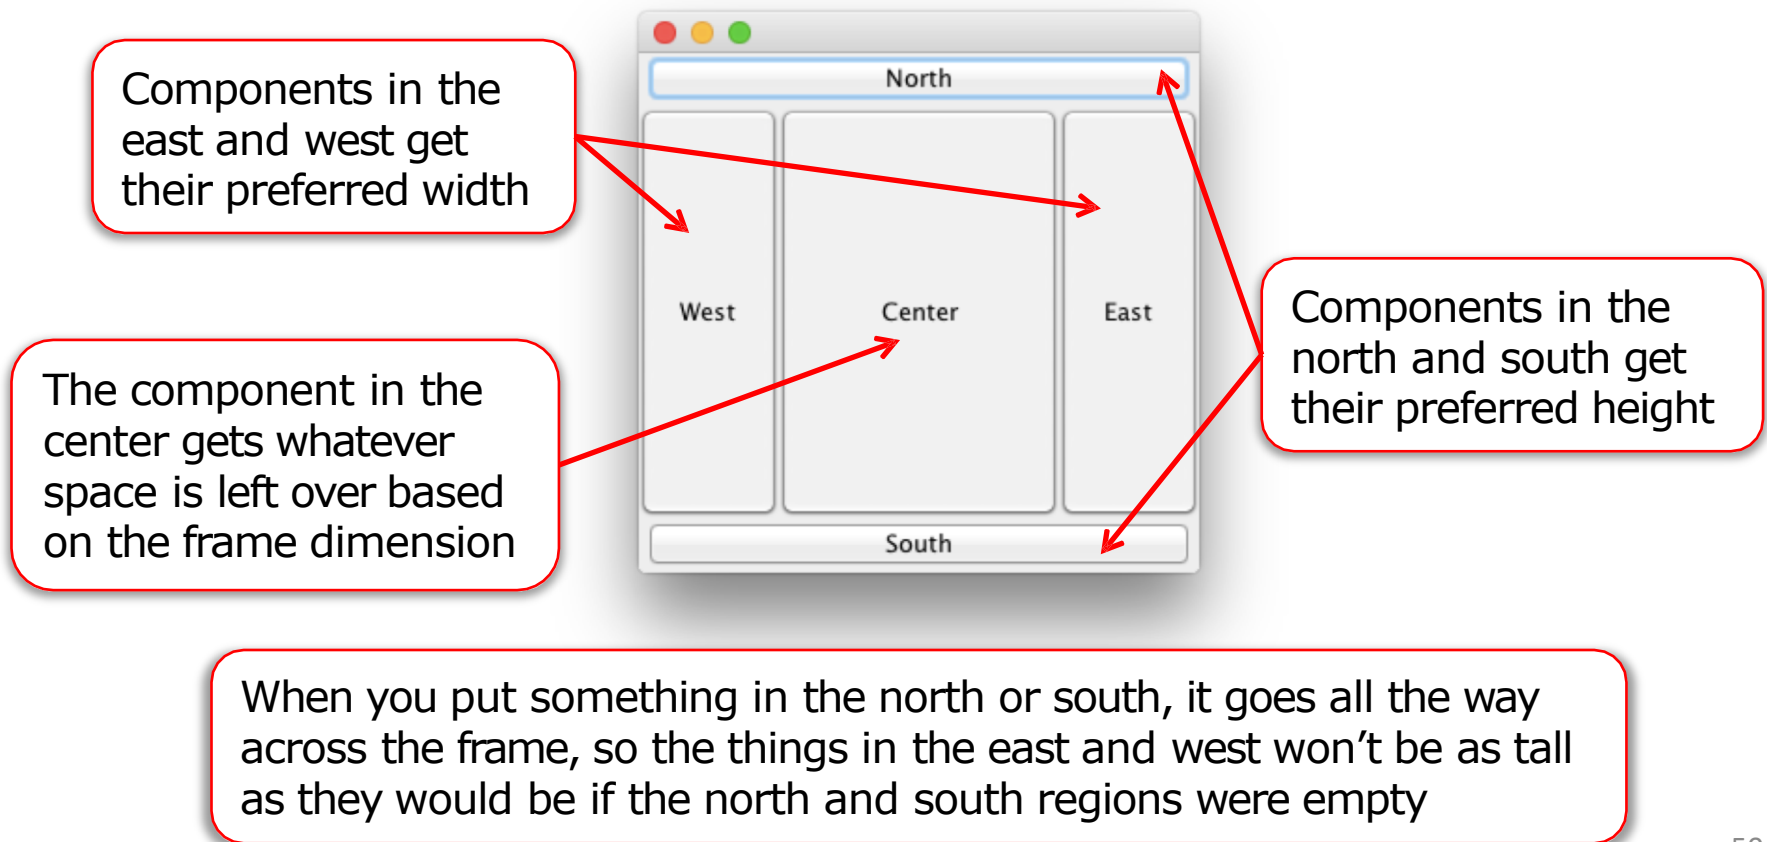 Components in the
east and west get
their preferred width
North
West
Center
East
South
The component in the
center gets whatever
space is left over based
on the frame dimension
Components in the
north and south get
their preferred height
When you put something in the north or south, it goes all the way
across the frame, so the things in the east and west won’t be as tall
as they would be if the north and south regions were empty